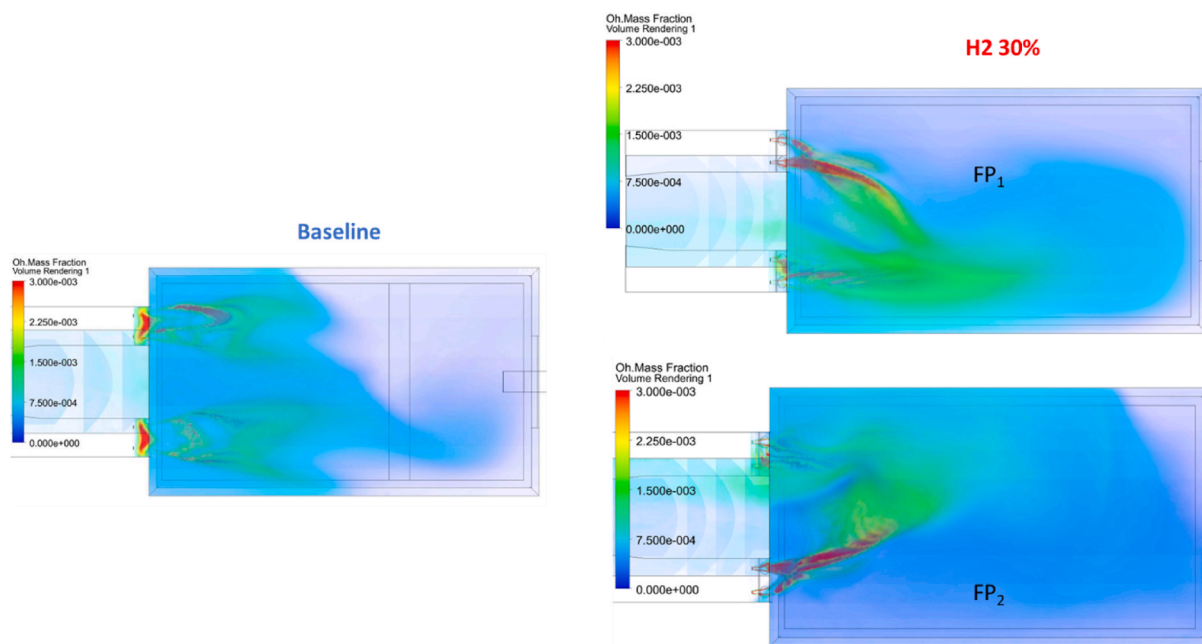 Baseline
Oh.Mass Fraction
Volume Rendering 1
3.000e-003
2.250e-003
1.500e-003
7.500e-004
0.000e+000
H2 30%
Oh.Mass Fraction
Volume Rendering 1
3.000e-003
2.250e-003
1.500e-003
7.500e-004
0.000e+000
FP₁
Oh.Mass Fraction
Volume Rendering 1
3.000e-003
2.250e-003
1.500e-003
7.500e-004
0.000e+000
FP₂